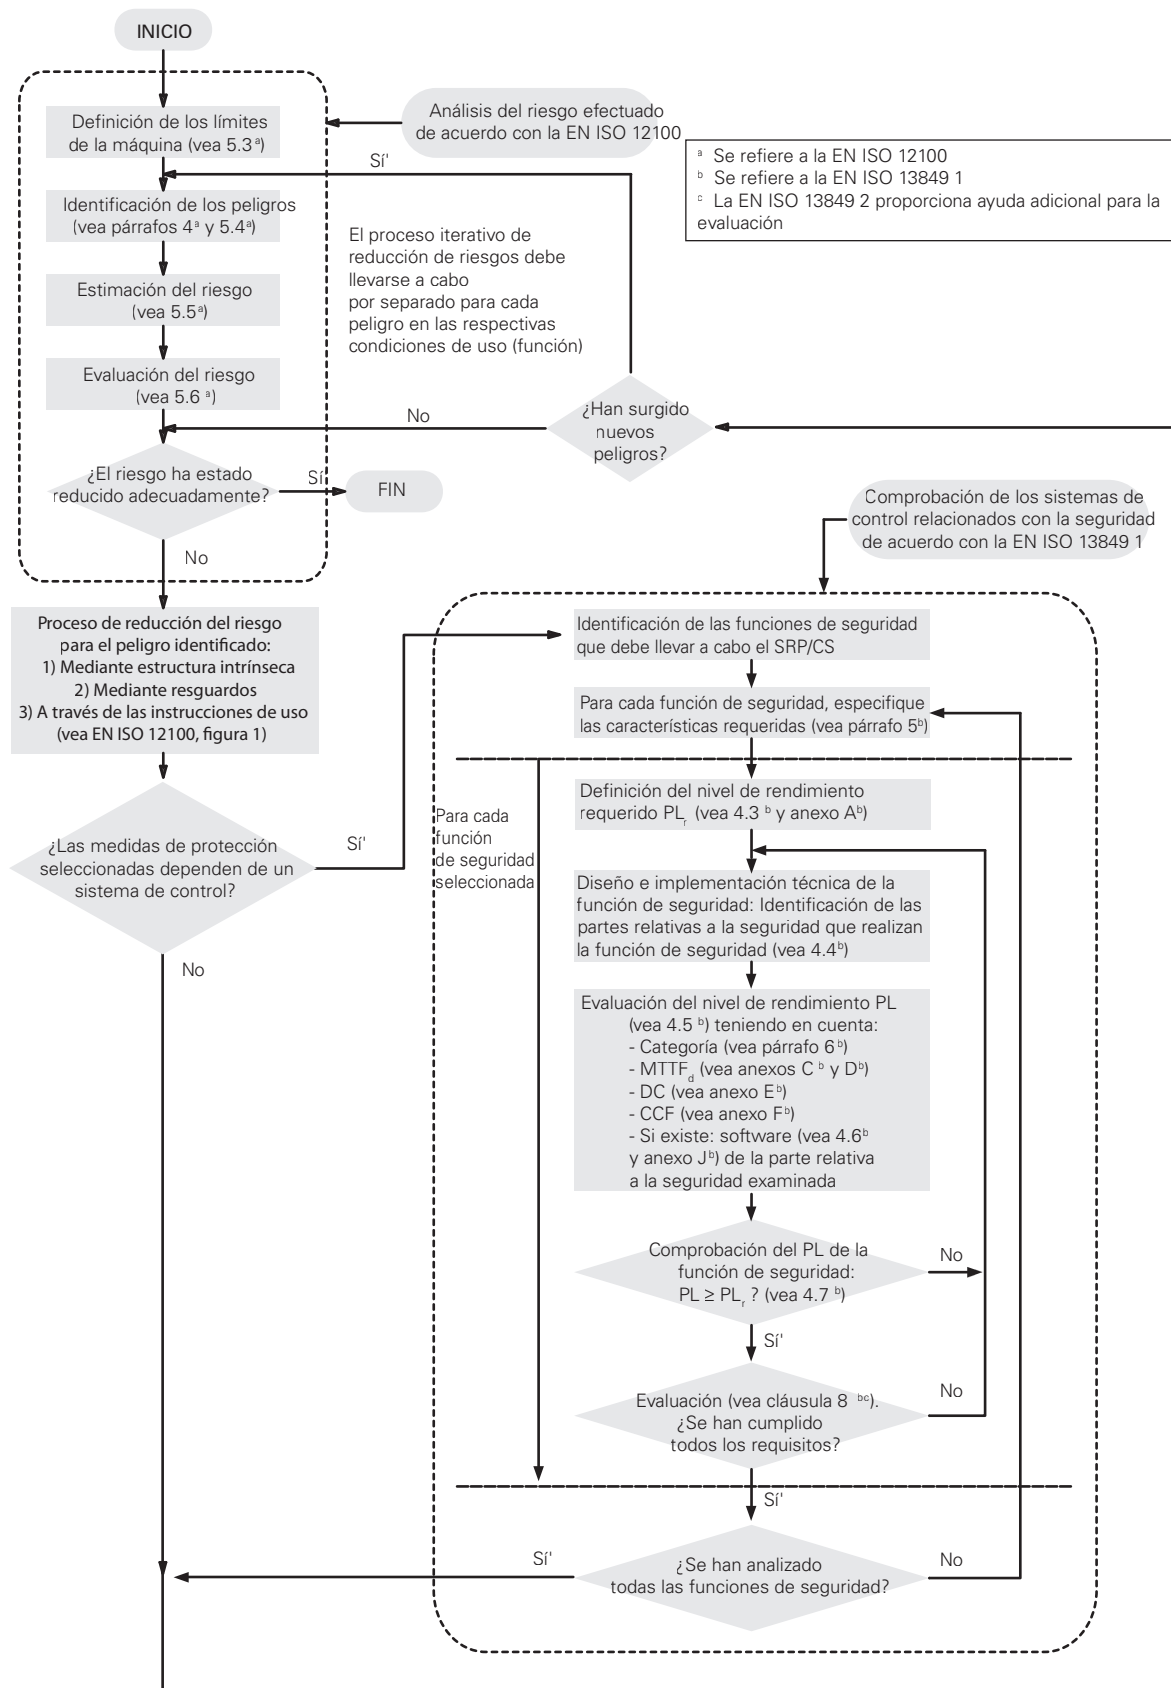 INICIO
Definición de los límites
de la máquina (vea 5.3 ª)
Análisis del riesgo efectuado
de acuerdo con la EN ISO 12100
Sí'
ª Se refiere a la EN ISO 12100
ᵇ Se refiere a la EN ISO 13849 1
ᶜ La EN ISO 13849 2 proporciona ayuda adicional para la
evaluación
Identificación de los peligros
(vea párrafos 4ª y 5.4ª)
El proceso iterativo de
reducción de riesgos debe
llevarse a cabo
por separado para cada
peligro en las respectivas
condiciones de uso (función)
Estimación del riesgo
(vea 5.5ª)
Evaluación del riesgo
(vea 5.6 ª)
No
¿Han surgido
nuevos
peligros?
¿El riesgo ha estado
reducido adecuadamente?
Sí
FIN
No
Comprobación de los sistemas de
control relacionados con la seguridad
de acuerdo con la EN ISO 13849 1
Proceso de reducción del riesgo
para el peligro identificado:
1) Mediante estructura intrínseca
2) Mediante resguardos
3) A través de las instrucciones de uso
(vea EN ISO 12100, figura 1)
Identificación de las funciones de seguridad
que debe llevar a cabo el SRP/CS
Para cada función de seguridad, especifique
las características requeridas (vea párrafo 5ᵇ)
¿Las medidas de protección
seleccionadas dependen de un
sistema de control?
Sí'
No
Para cada
función
de seguridad
seleccionada
Definición del nivel de rendimiento
requerido PLᵣ (vea 4.3 ᵇ y anexo Aᵇ)
Diseño e implementación técnica de la
función de seguridad: Identificación de las
partes relativas a la seguridad que realizan
la función de seguridad (vea 4.4ᵇ)
Evaluación del nivel de rendimiento PL
(vea 4.5 ᵇ) teniendo en cuenta:
- Categoría (vea párrafo 6ᵇ)
- MTTFd (vea anexos C ᵇ y Dᵇ)
- DC (vea anexo Eᵇ)
- CCF (vea anexo Fᵇ)
- Si existe: software (vea 4.6ᵇ
y anexo Jᵇ) de la parte relativa
a la seguridad examinada
Comprobación del PL de la
función de seguridad:
PL ≥ PLᵣ ? (vea 4.7 ᵇ)
No
Sí'
Evaluación (vea cláusula 8 ᵇᶜ).
¿Se han cumplido
todos los requisitos?
No
Sí'
¿Se han analizado
todas las funciones de seguridad?
Sí'
No